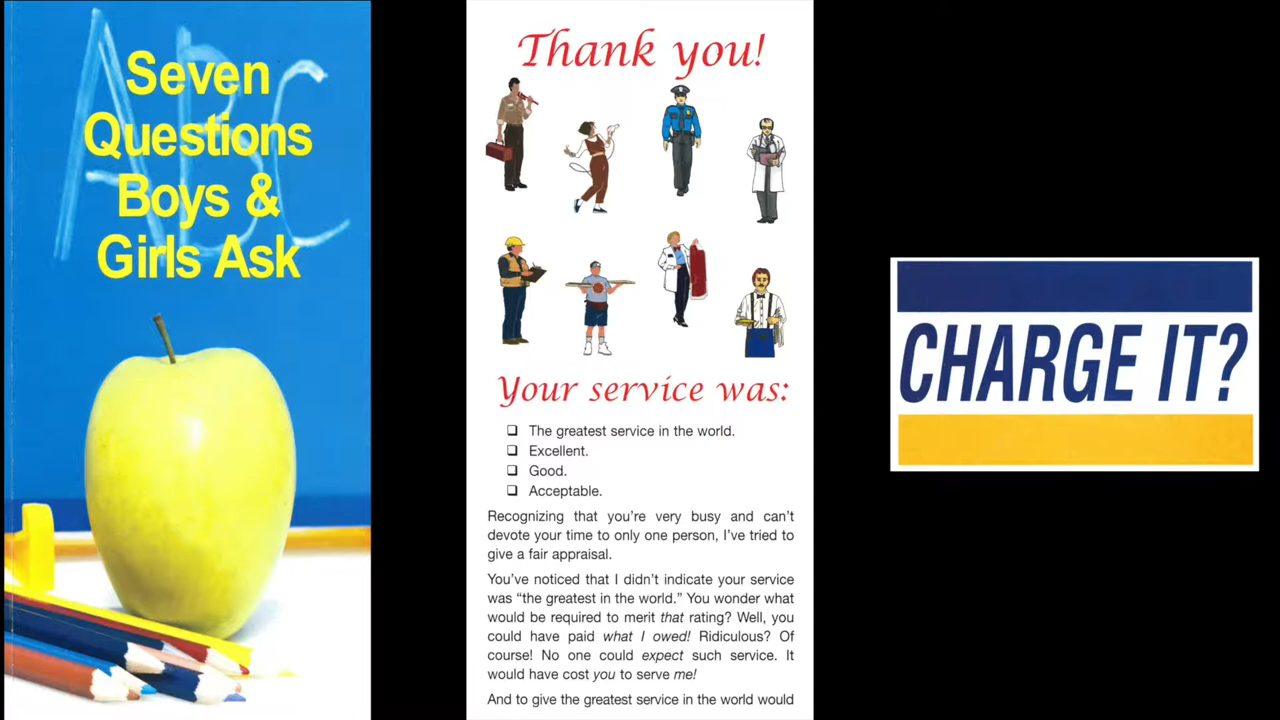 ABC
Seven
Questions
Boys &
Girls Ask
Thank you!
Your service was:
❑ The greatest service in the world.
❑ Excellent.
❑ Good.
❑ Acceptable.
Recognizing that you're very busy and can't
devote your time to only one person, I've tried to
give a fair appraisal.
You've noticed that I didn't indicate your service
was “the greatest in the world.” You wonder what
would be required to merit that rating? Well, you
could have paid what I owed! Ridiculous? Of
course! No one could expect such service. It
would have cost you to serve me!
And to give the greatest service in the world would
CHARGE IT?